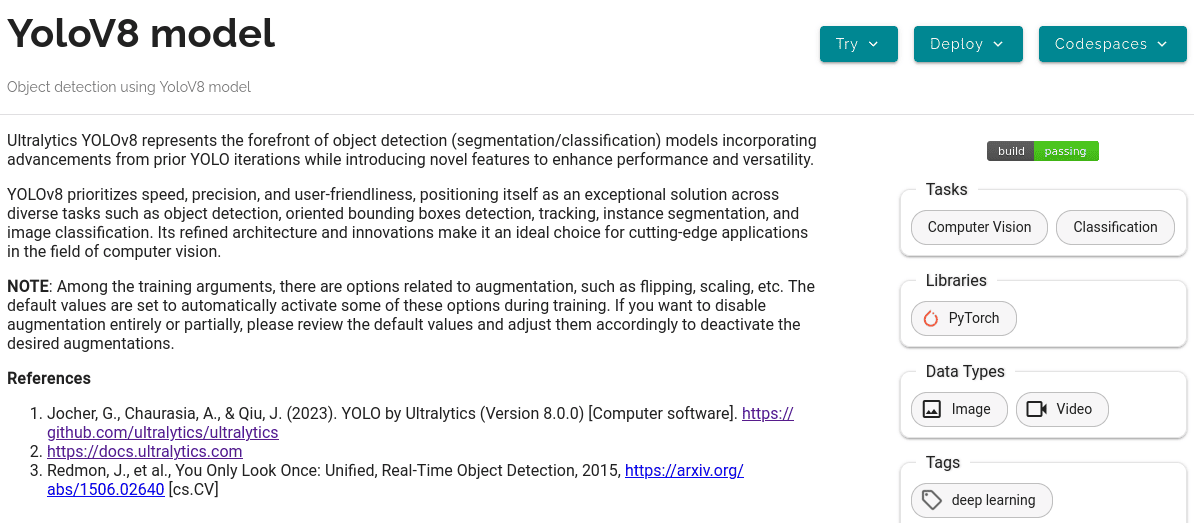 YoloV8 model
Try
Deploy
Codespaces
Object detection using YoloV8 model
Ultralytics YOLOv8 represents the forefront of object detection (segmentation/classification) models incorporating
advancements from prior YOLO iterations while introducing novel features to enhance performance and versatility.
YOLOv8 prioritizes speed, precision, and user-friendliness, positioning itself as an exceptional solution across
diverse tasks such as object detection, oriented bounding boxes detection, tracking, instance segmentation, and
image classification. Its refined architecture and innovations make it an ideal choice for cutting-edge applications
in the field of computer vision.
NOTE: Among the training arguments, there are options related to augmentation, such as flipping, scaling, etc. The
default values are set to automatically activate some of these options during training. If you want to disable
augmentation entirely or partially, please review the default values and adjust them accordingly to deactivate the
desired augmentations.
References
1. Jocher, G., Chaurasia, A., & Qiu, J. (2023). YOLO by Ultralytics (Version 8.0.0) [Computer software]. https://
github.com/ultralytics/ultralytics
2. https://docs.ultralytics.com
3. Redmon, J., et al., You Only Look Once: Unified, Real-Time Object Detection, 2015, https://arxiv.org/
abs/1506.02640 [cs.CV]
build passing
Tasks
Computer Vision
Classification
Libraries
PyTorch
Data Types
Image
Video
Tags
deep learning